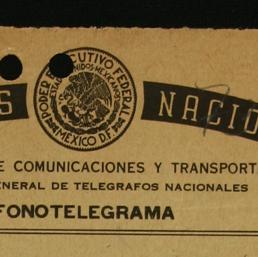 PODER EJECUTIVO FEDERAL
ESTADOS UNIDOS MEXICANOS
MEXICO D.F.
S NACIO
E COMUNICACIONES Y TRANSPORT
ENERAL DE TELEGRAFOS NACIONALES
FONOTELEGRAMA